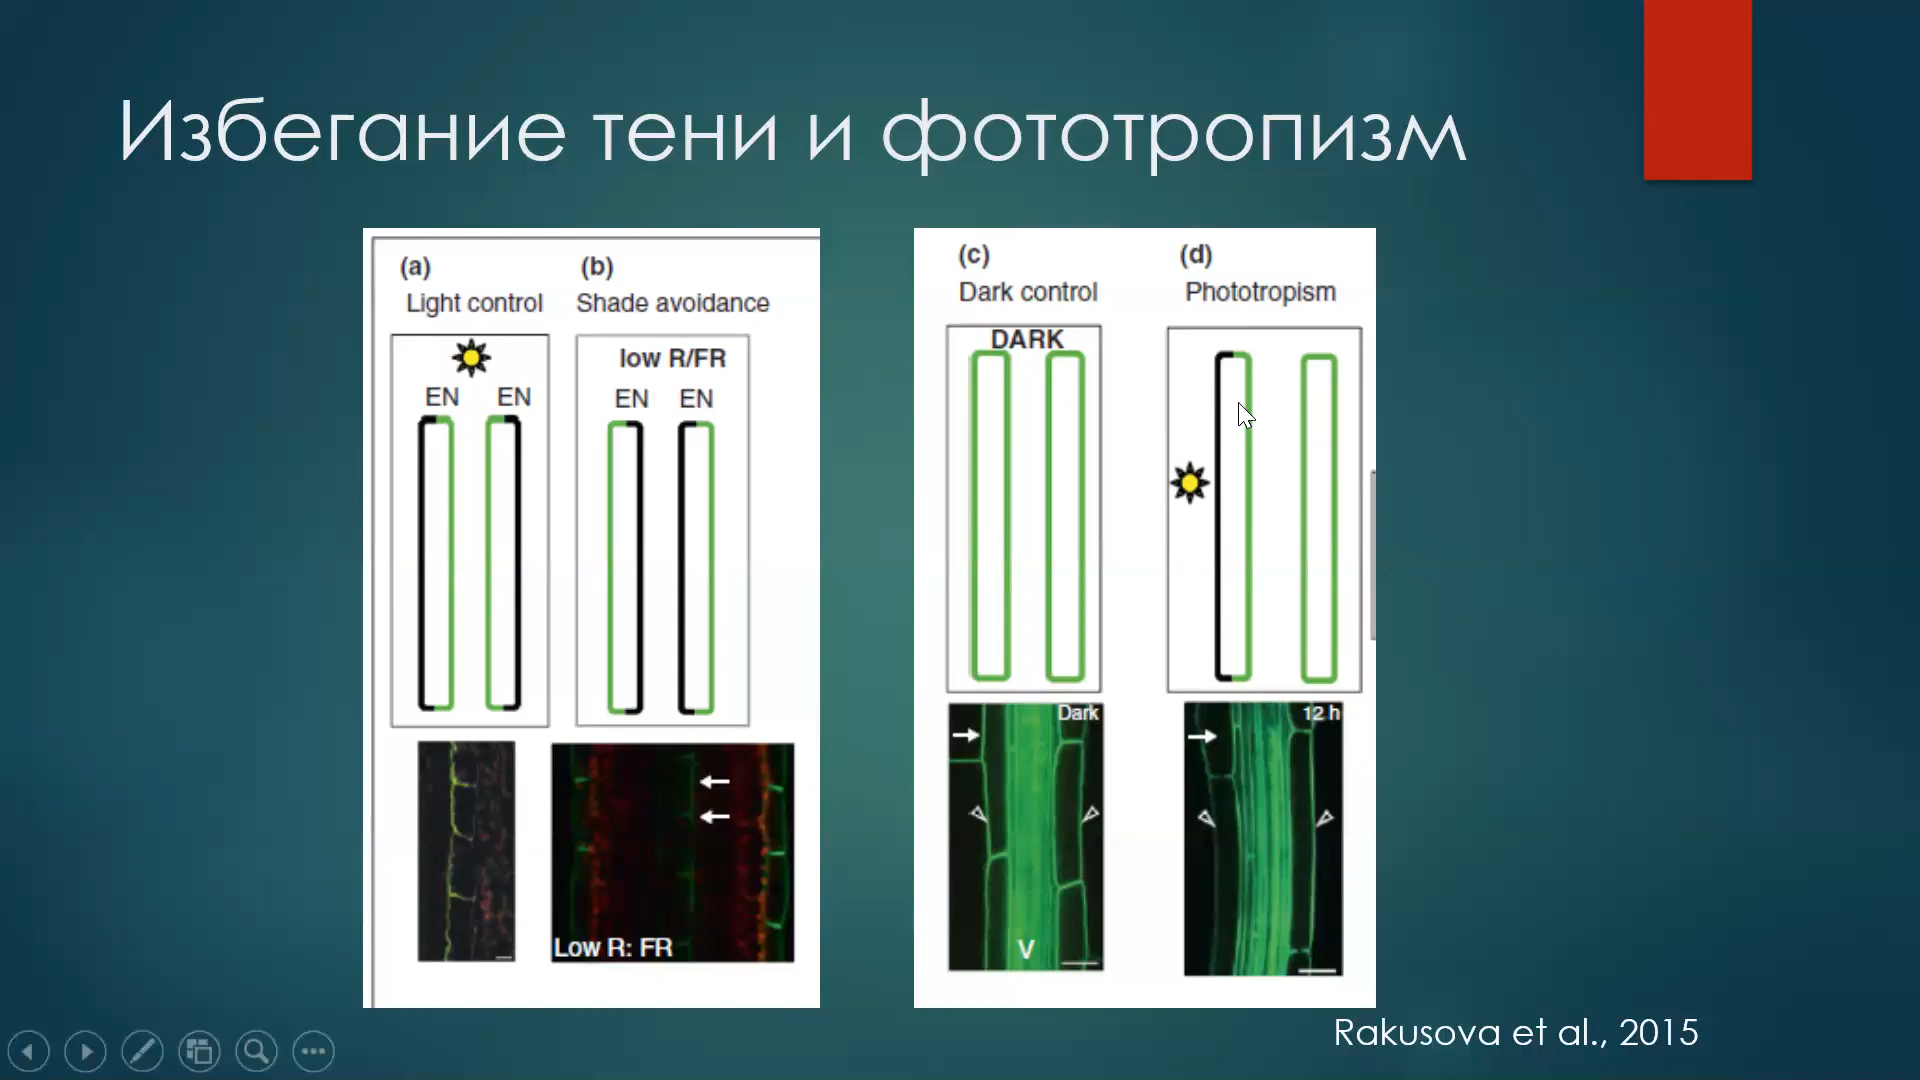 Избегание тени и фототропизм
(a)
Light control
EN EN
(b)
Shade avoidance
low R/FR
EN EN
Low R: FR
(c)
Dark control
DARK
Dark
V
(d)
Phototropism
12 h
Rakusova et al., 2015